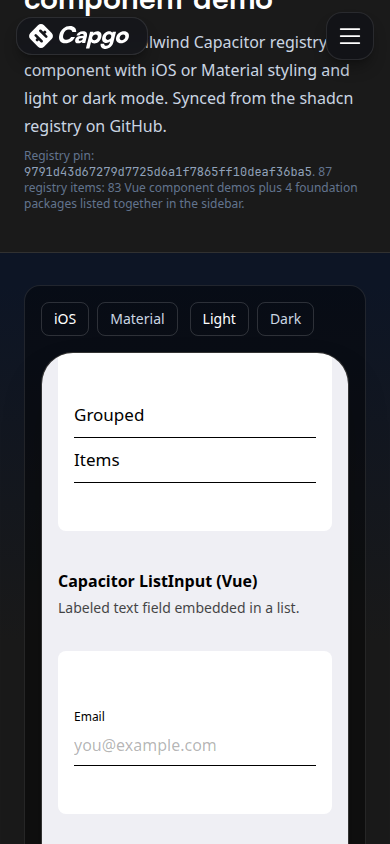 component demo
Capgo
lwind Capacitor registry
component with iOS or Material styling and
light or dark mode. Synced from the shadcn
registry on GitHub.
Registry pin:
9791d43d67279d7725d6a1f7865ff10deaf36ba5. 87
registry items: 83 Vue component demos plus 4 foundation
packages listed together in the sidebar.
iOS Material Light Dark
Grouped
Items
Capacitor ListInput (Vue)
Labeled text field embedded in a list.
Email
you@example.com